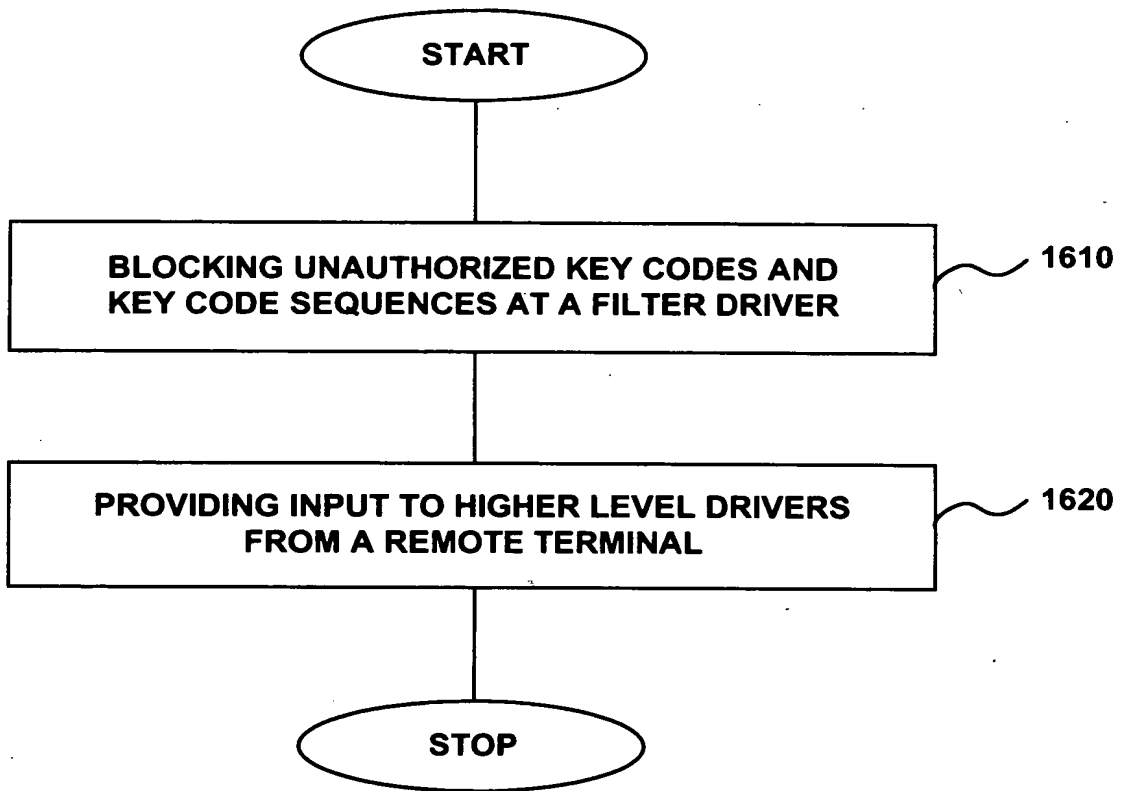 START
BLOCKING UNAUTHORIZED KEY CODES AND
KEY CODE SEQUENCES AT A FILTER DRIVER
1610
PROVIDING INPUT TO HIGHER LEVEL DRIVERS
FROM A REMOTE TERMINAL
1620
STOP